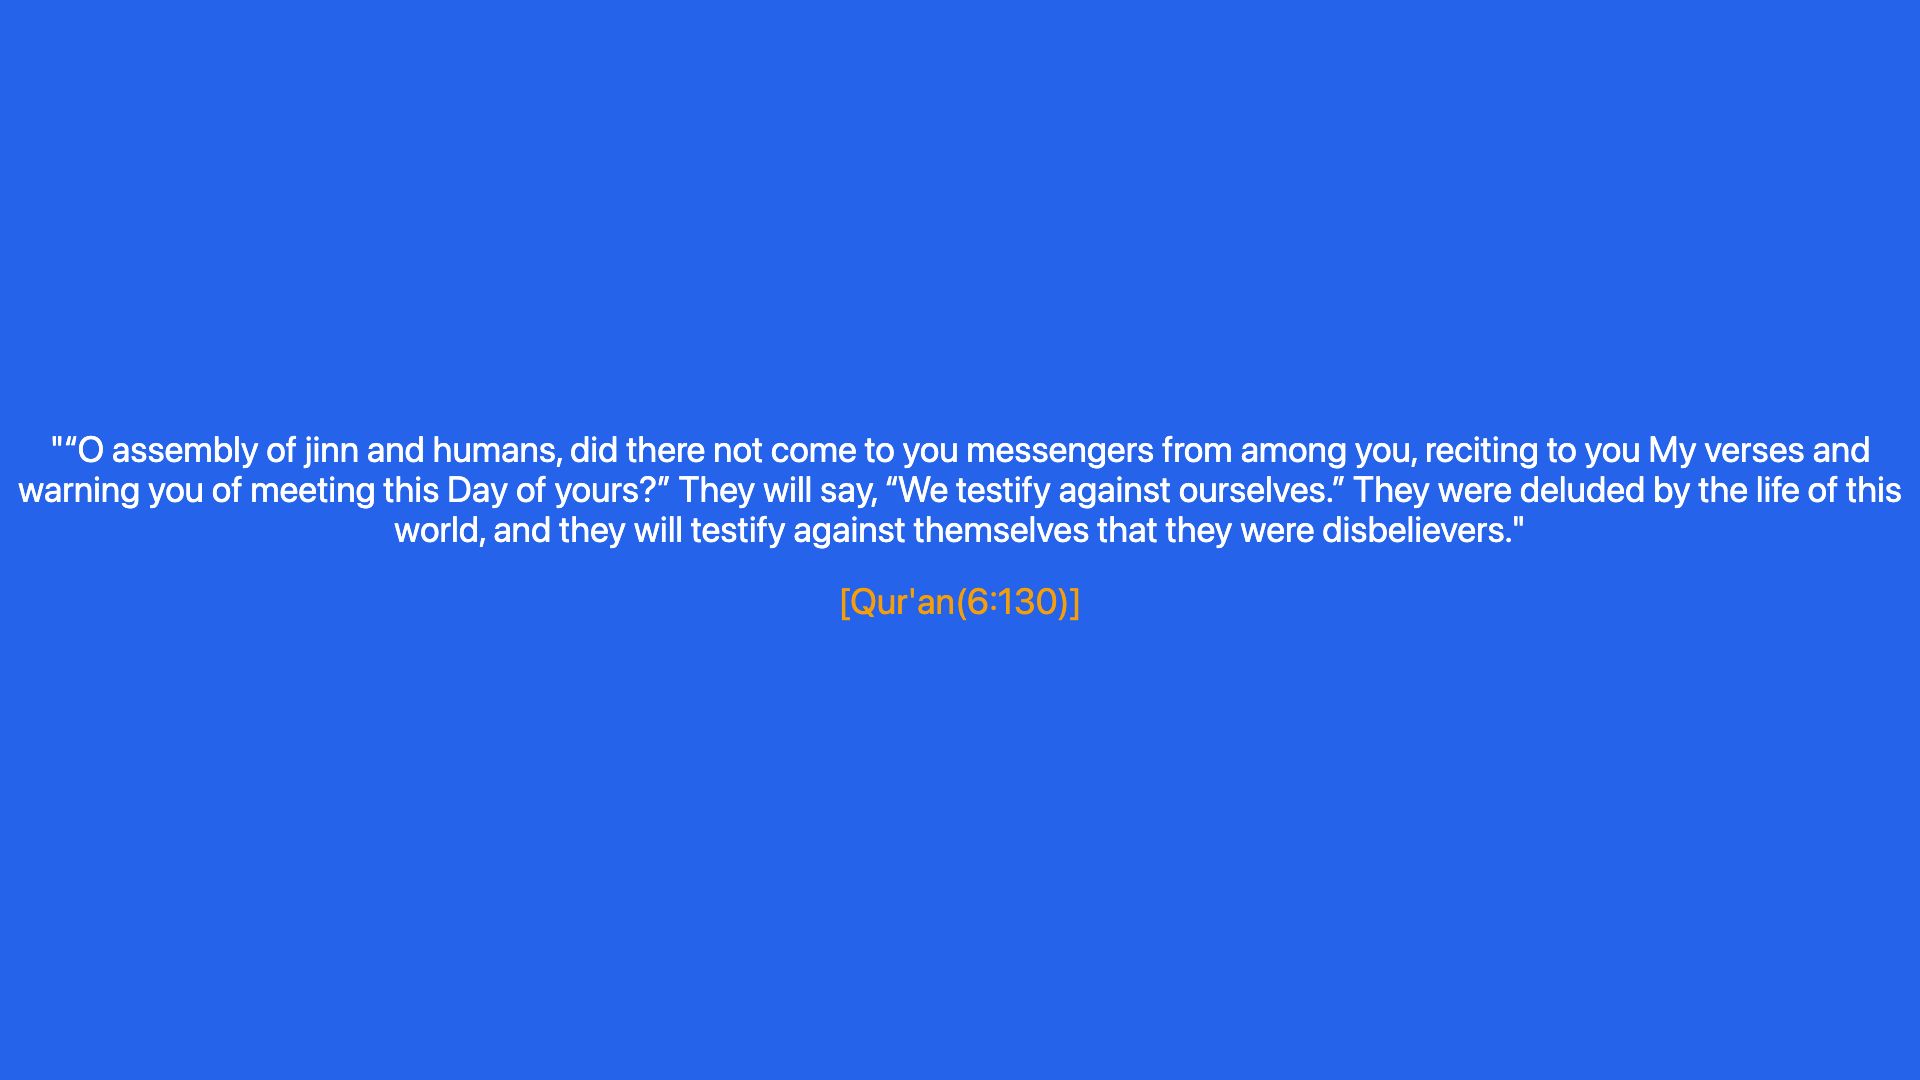 "“O assembly of jinn and humans, did there not come to you messengers from among you, reciting to you My verses and
warning you of meeting this Day of yours?” They will say, “We testify against ourselves.” They were deluded by the life of this
world, and they will testify against themselves that they were disbelievers."
[Qur'an(6:130)]